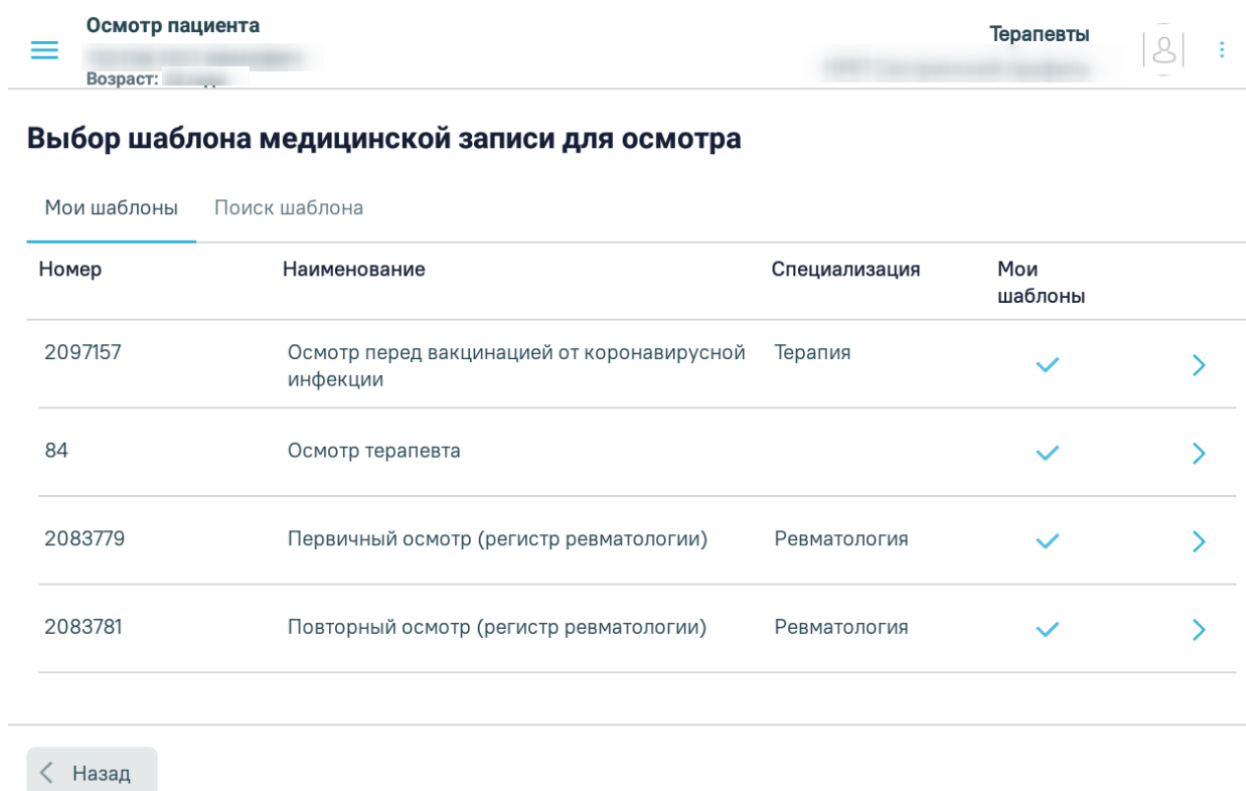 Осмотр пациента
Терапевты
Возраст:
Выбор шаблона медицинской записи для осмотра
Мои шаблоны Поиск шаблона
Номер Наименование Специализация Мои
шаблоны
2097157 Осмотр перед вакцинацией от коронавирусной Терапия
инфекции
84 Осмотр терапевта
2083779 Первичный осмотр (регистр ревматологии) Ревматология
2083781 Повторный осмотр (регистр ревматологии) Ревматология
Назад